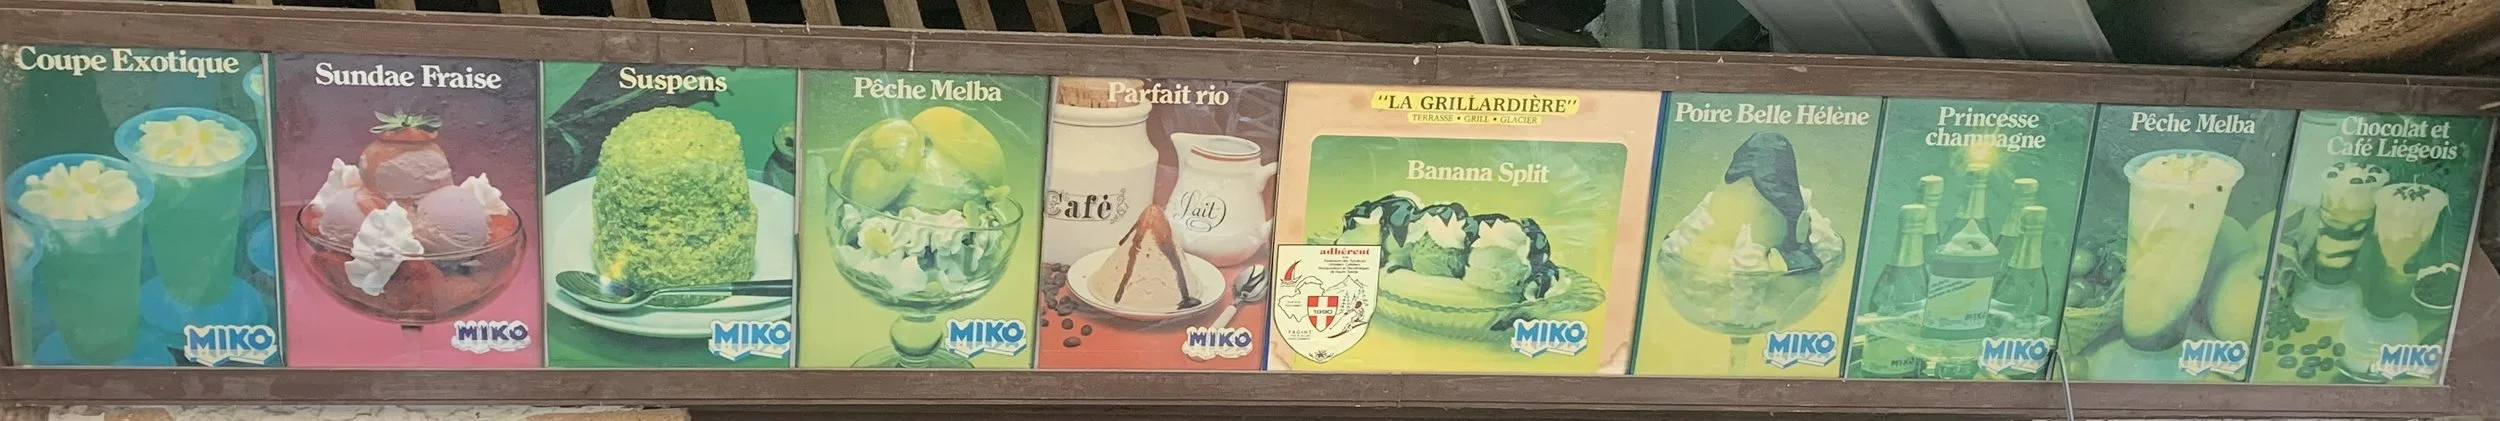 Coupe Exotique
MIKO
Sundae Fraise
MIKO
Suspens
MIKO
Pêche Melba
MIKO
Parfait rio
Café
Lait
MIKO
"LA GRILLARDIÈRE"
TERRASSE • GRILL • GLACIER
Banana Split
adhérent
1990
MIKO
Poire Belle Hélène
MIKO
Princesse
champagne
MIKO
MIKO
Pêche Melba
MIKO
Chocolat et
Café Liégeois
MIKO